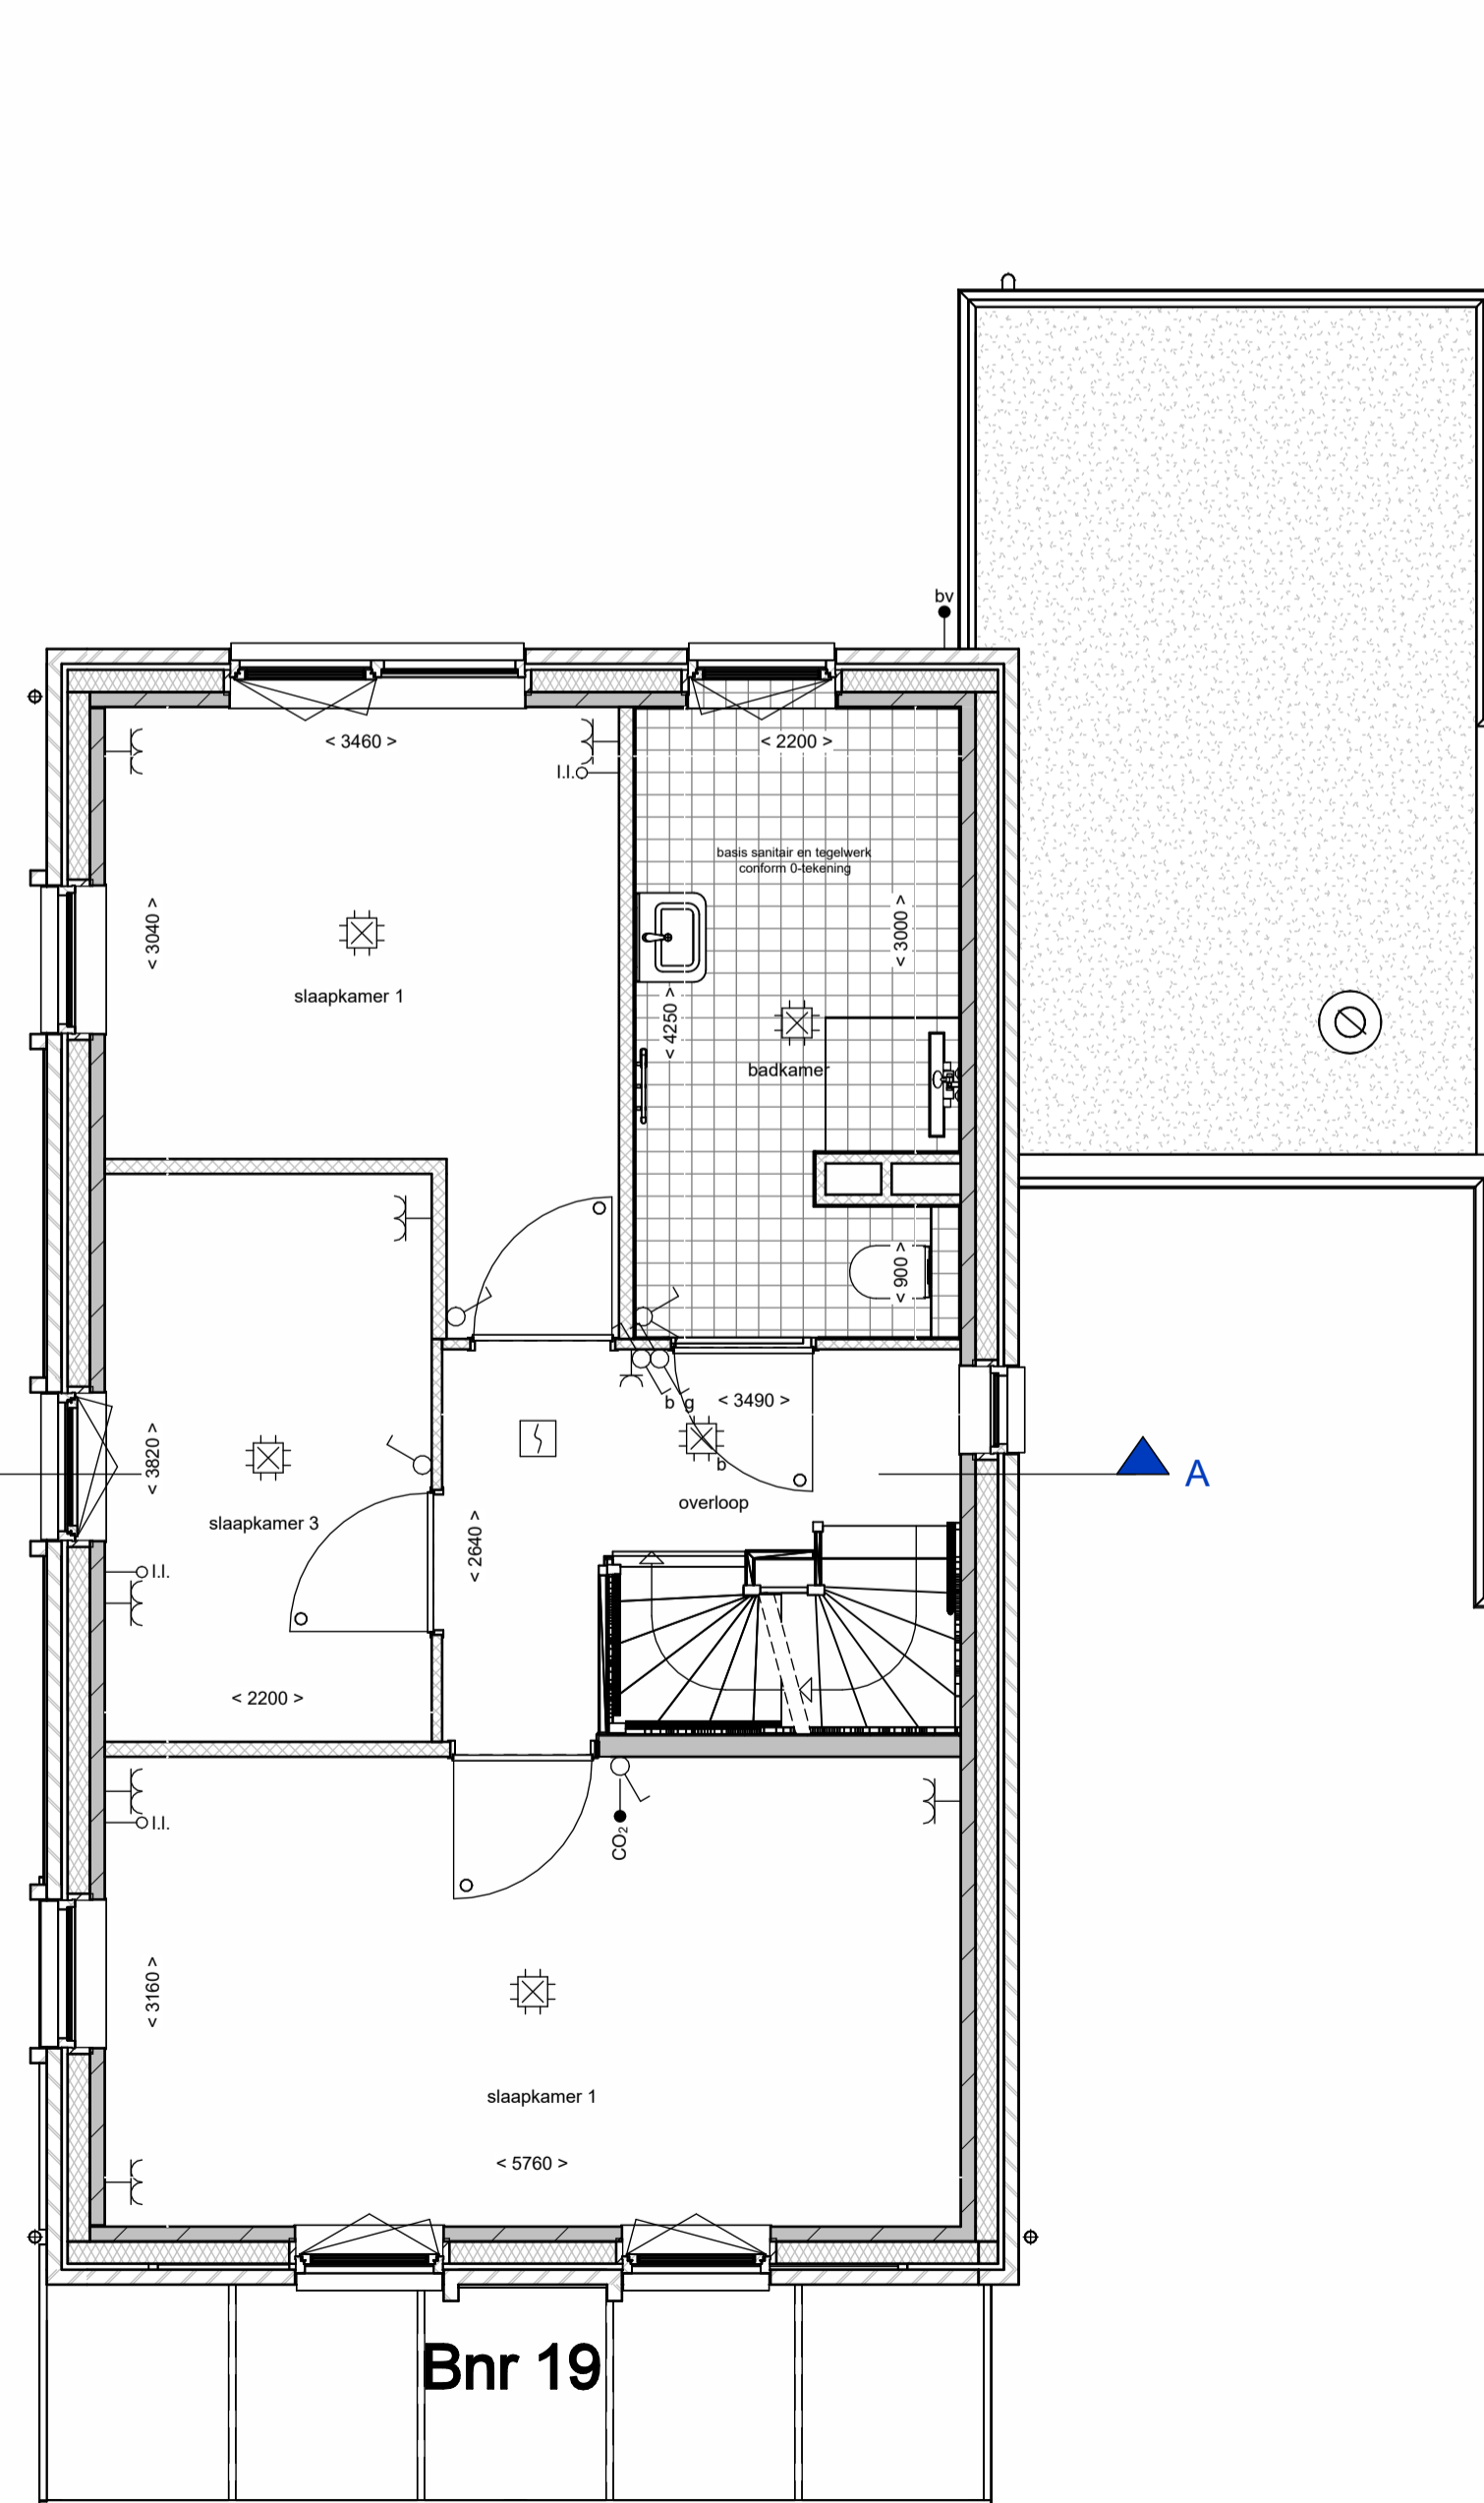 bv
< 3460 >
< 2200 >
l.l.
basis sanitair en tegelwerk
conform 0-tekening
< 3040 >
< 3000 >
slaapkamer 1
< 4250 >
badkamer
< 900 >
b g
< 3490 >
< 3820 >
b
A
overloop
slaapkamer 3
< 2640 >
l.l.
< 2200 >
l.l.
CO₂
< 3160 >
slaapkamer 1
< 5760 >
Bnr 19